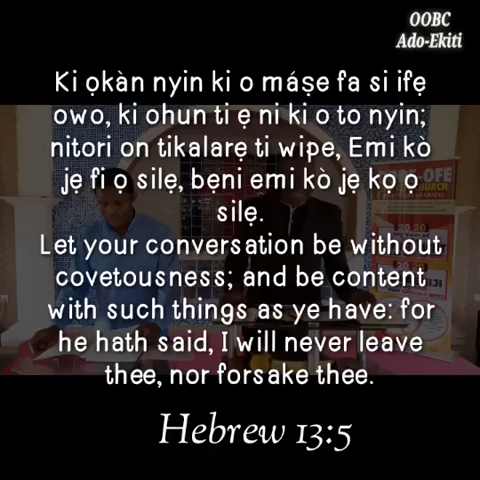 OOBC
Ado-Ekiti
Ki ọkàn nyin ki o máṣe fa si ifẹ
owo, ki ohun ti ẹ ni ki o to nyin;
nitori on tikalarẹ ti wipe, Emi kò
jẹ fi ọ silẹ, bẹni emi kò jẹ kọ ọ
silẹ.
Let your conversation be without
covetousness; and be content
with such things as ye have: for
he hath said, I will never leave
thee, nor forsake thee.
Hebrew 13:5